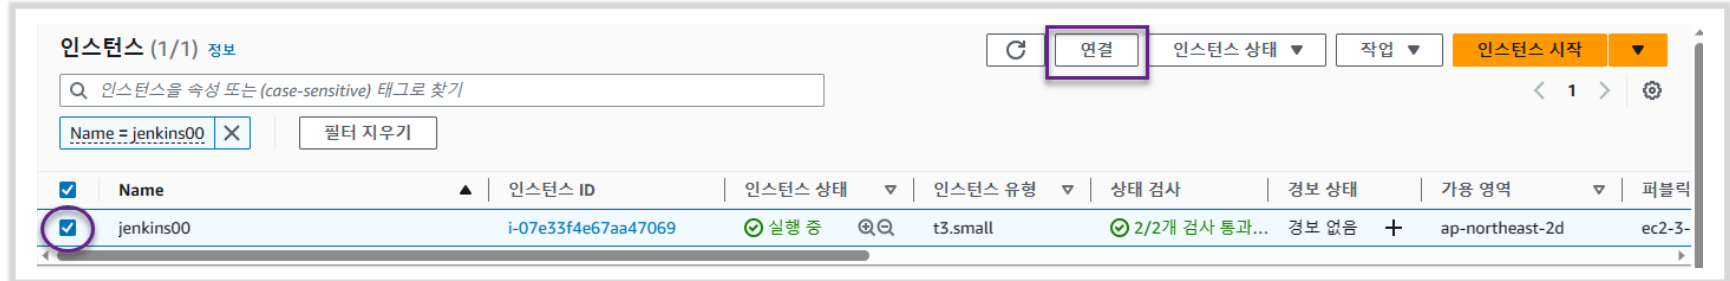 인스턴스 (1/1) 정보
연결
인스턴스 상태 ▼
작업 ▼
인스턴스 시작 ▼
인스턴스을 속성 또는 (case-sensitive) 태그로 찾기
< 1 >
Name = jenkins00 ×
필터 지우기
Name ▲ 인스턴스 ID 인스턴스 상태 인스턴스 유형 상태 검사 경보 상태 가용 영역 퍼블릭
jenkins00 i-07e33f4e67aa47069 실행 중 t3.small 2/2개 검사 통과... 경보 없음 + ap-northeast-2d ec2-3-